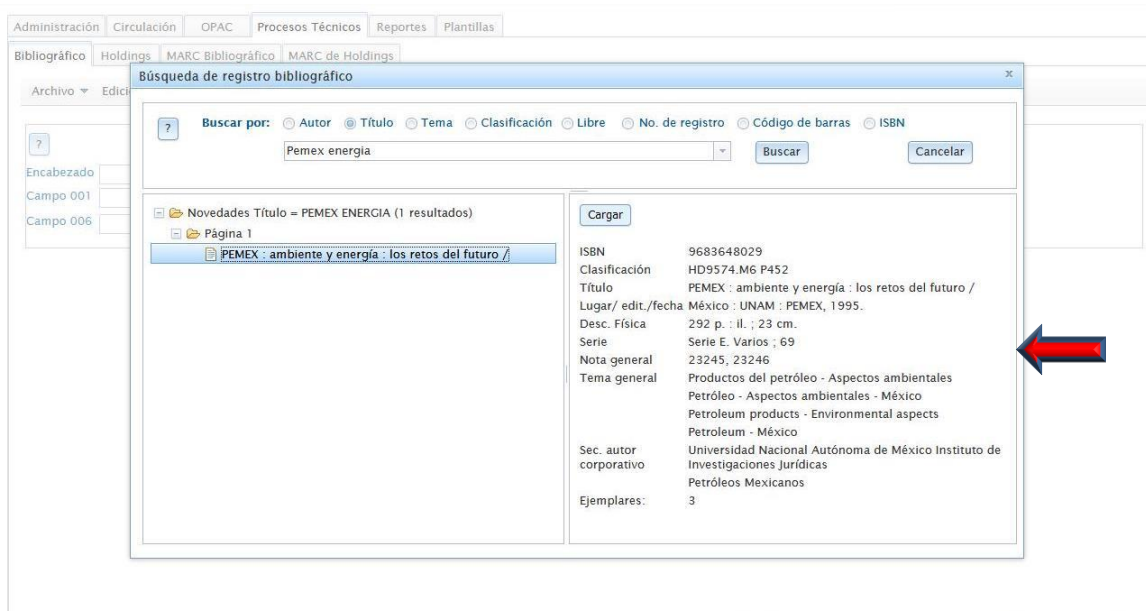 Administración Circulación OPAC Procesos Técnicos Reportes Plantillas
Bibliográfico Holdings MARC Bibliográfico MARC de Holdings
Búsqueda de registro bibliográfico x
Archivo Edici
? Buscar por: Autor Título Tema Clasificación Libre No. de registro Código de barras ISBN
Pemex energia Buscar Cancelar
?
Encabezado
Campo 001
Campo 006
Novedades Título = PEMEX ENERGIA (1 resultados)
Página 1
PEMEX : ambiente y energía : los retos del futuro /
Cargar
ISBN 9683648029
Clasificación HD9574.M6 P452
Título PEMEX : ambiente y energía : los retos del futuro /
Lugar/ edit./fecha México : UNAM : PEMEX, 1995.
Desc. Física 292 p. : il. ; 23 cm.
Serie Serie E. Varios ; 69
Nota general 23245, 23246
Tema general Productos del petróleo - Aspectos ambientales
Petróleo - Aspectos ambientales - México
Petroleum products - Environmental aspects
Petroleum - México
Sec. autor Universidad Nacional Autónoma de México Instituto de
corporativo Investigaciones Jurídicas
Petróleos Mexicanos
Ejemplares: 3